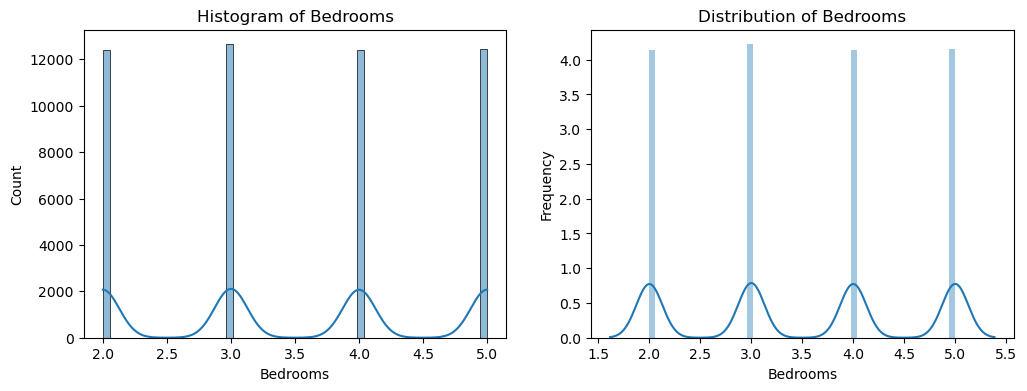 Histogram of Bedrooms
12000
10000
8000
6000
4000
2000
0
Count
2.0 2.5 3.0 3.5 4.0 4.5 5.0
Bedrooms
Distribution of Bedrooms
4.0
3.5
3.0
2.5
2.0
1.5
1.0
0.5
0.0
Frequency
1.5 2.0 2.5 3.0 3.5 4.0 4.5 5.0 5.5
Bedrooms